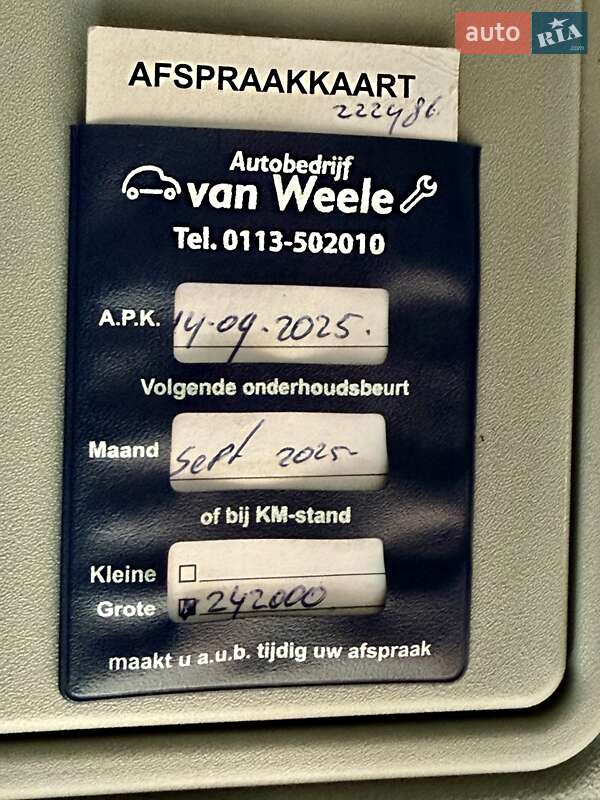 auto RIA.com
AFSPRAAKKAART
222486
Autobedrijf
van Weele
Tel. 0113-502010
A.P.K. 14-09-2025.
Volgende onderhoudsbeurt
Maand Sept 2025-
of bij KM-stand
Kleine
Grote 242000
maakt u a.u.b. tijdig uw afspraak